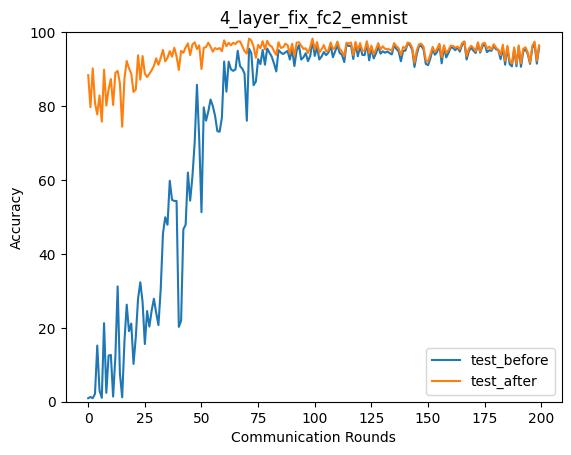 4_layer_fix_fc2_emnist
100
80
60
40
20
0
Accuracy
0 25 50 75 100 125 150 175 200
Communication Rounds
test_before
test_after